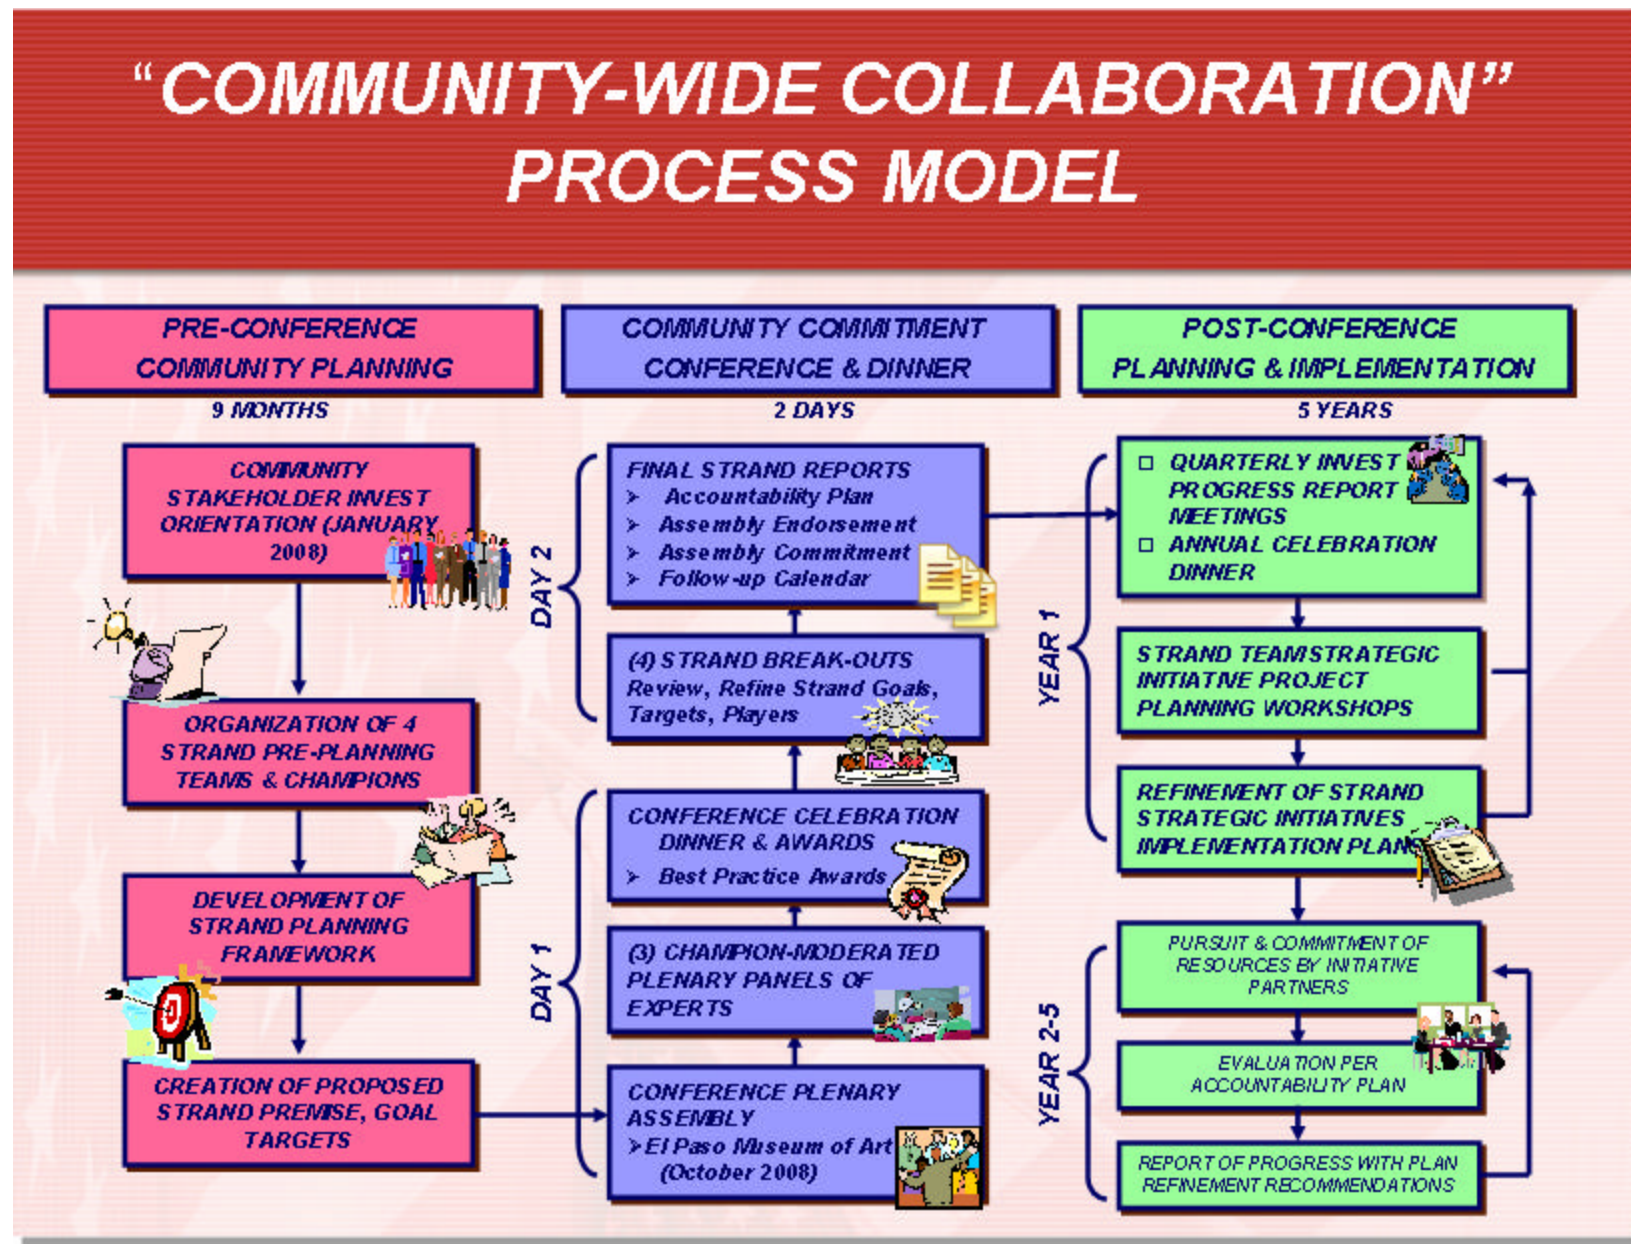 “COMMUNITY-WIDE COLLABORATION”
PROCESS MODEL
PRE-CONFERENCE
COMMUNITY PLANNING
9 MONTHS
COMMUNITY
STAKEHOLDER INVEST
ORIENTATION (JANUARY
2008)
ORGANIZATION OF 4
STRAND PRE-PLANNING
TEAMS & CHAMPIONS
DEVELOPMENT OF
STRAND PLANNING
FRAMEWORK
CREATION OF PROPOSED
STRAND PREMISE, GOAL
TARGETS
COMMUNITY COMMITMENT
CONFERENCE & DINNER
2 DAYS
DAY 2
FINAL STRAND REPORTS
➢ Accountability Plan
➢ Assembly Endorsement
➢ Assembly Commitment
➢ Follow-up Calendar
(4) STRAND BREAK-OUTS
Review, Refine Strand Goals,
Targets, Players
DAY 1
CONFERENCE CELEBRATION
DINNER & AWARDS
➢ Best Practice Awards
(3) CHAMPION-MODERATED
PLENARY PANELS OF
EXPERTS
CONFERENCE PLENARY
ASSEMBLY
➢El Paso Museum of Art
(October 2008)
POST-CONFERENCE
PLANNING & IMPLEMENTATION
5 YEARS
YEAR 1
□ QUARTERLY INVEST
PROGRESS REPORT
MEETINGS
□ ANNUAL CELEBRATION
DINNER
STRAND TEAM STRATEGIC
INITIATIVE PROJECT
PLANNING WORKSHOPS
REFINEMENT OF STRAND
STRATEGIC INITIATIVES
IMPLEMENTATION PLANS
YEAR 2-5
PURSUIT & COMMITMENT OF
RESOURCES BY INITIATIVE
PARTNERS
EVALUATION PER
ACCOUNTABILITY PLAN
REPORT OF PROGRESS WITH PLAN
REFINEMENT RECOMMENDATIONS